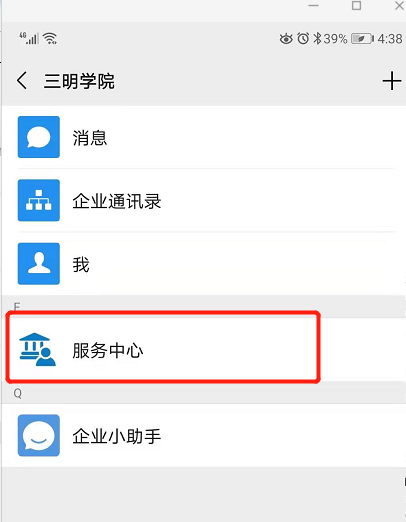 4G 39% 4:38
三明学院
消息
企业通讯录
我
F
服务中心
Q
企业小助手